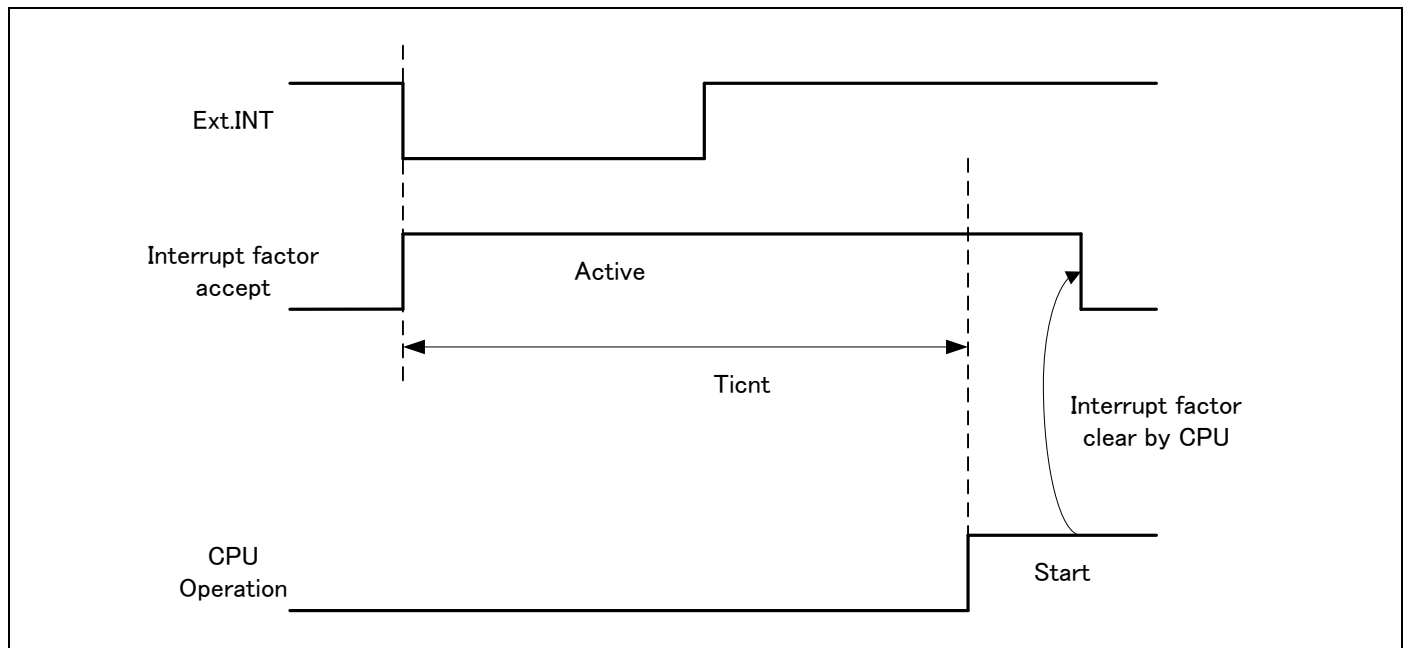 Ext.INT
Interrupt factor
accept
Active
Ticnt
Interrupt factor
clear by CPU
CPU
Operation
Start